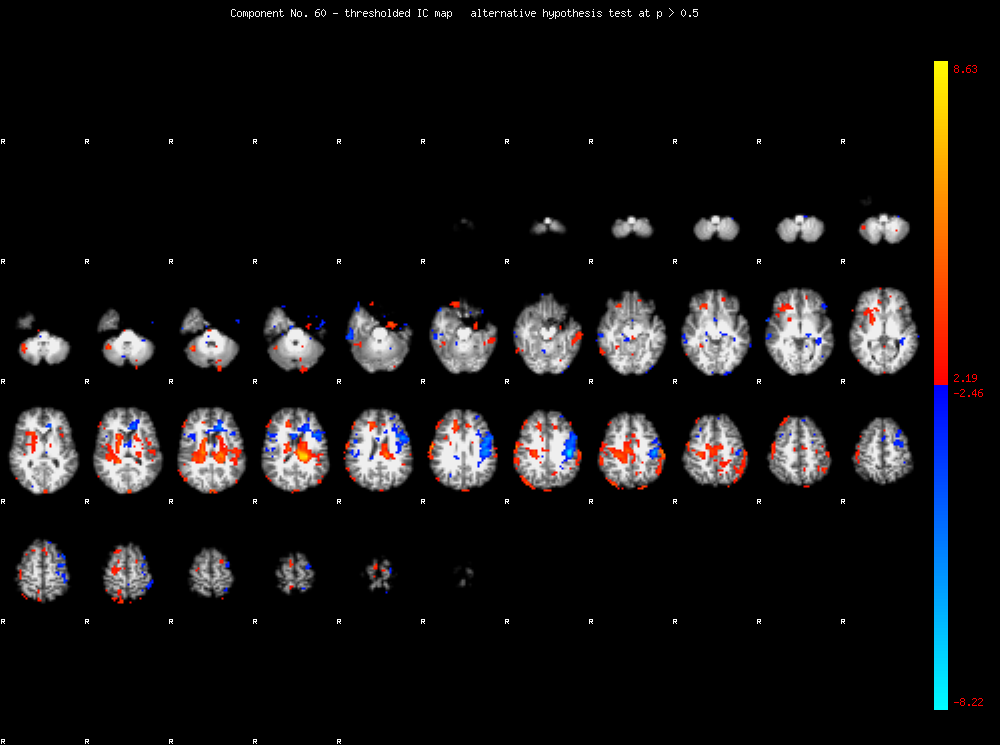 Component No. 60 - thresholded IC map   alternative hypothesis test at p > 0.5
8.63
R R R R R R R R R R R
R R R R R R R R R R R
2.19
R R R R R R R R R R R
-2.46
R R R R R R R R R R R
R R R R R R R R R R R
-8.22
R R R R R